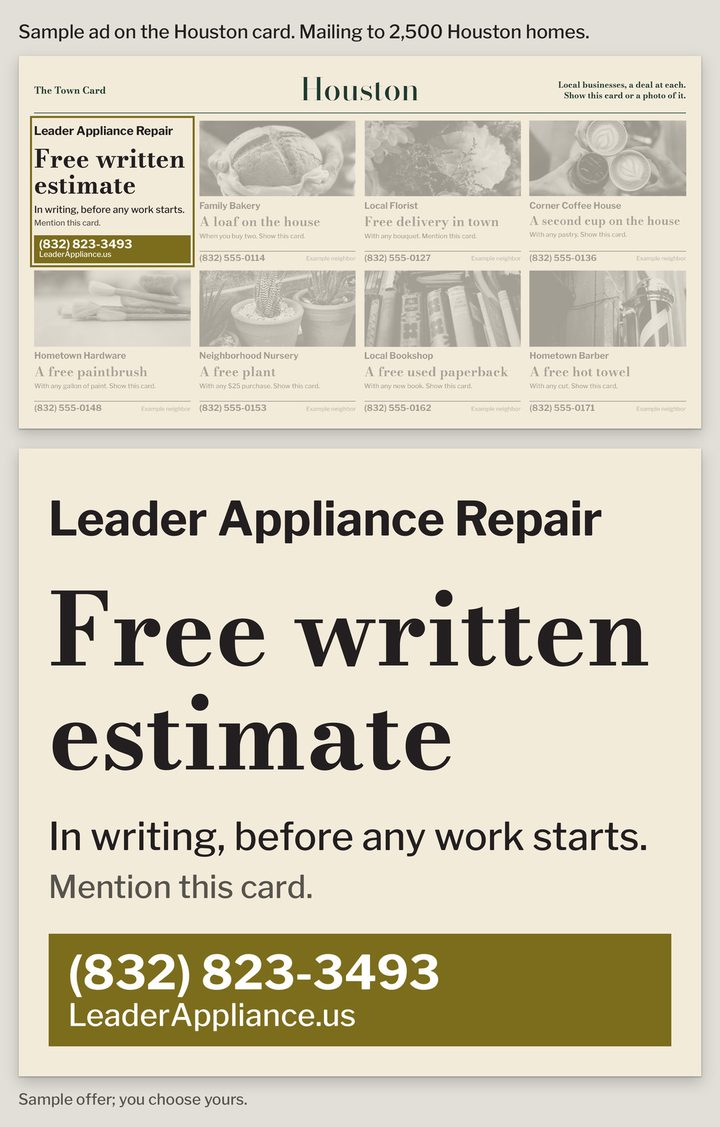 Sample ad on the Houston card. Mailing to 2,500 Houston homes.
The Town Card
Houston
Local businesses, a deal at each.
Show this card or a photo of it.
Leader Appliance Repair
Free written
estimate
In writing, before any work starts.
Mention this card.
(832) 823-3493
LeaderAppliance.us
Family Bakery
A loaf on the house
When you buy two. Show this card.
(832) 555-0114
Example neighbor
Local Florist
Free delivery in town
With any bouquet. Mention this card.
(832) 555-0127
Example neighbor
Corner Coffee House
A second cup on the house
With any pastry. Show this card.
(832) 555-0136
Example neighbor
Hometown Hardware
A free paintbrush
With any gallon of paint. Show this card.
(832) 555-0148
Example neighbor
Neighborhood Nursery
A free plant
With any $25 purchase. Show this card.
(832) 555-0153
Example neighbor
Local Bookshop
A free used paperback
With any new book. Show this card.
(832) 555-0162
Example neighbor
Hometown Barber
A free hot towel
With any cut. Show this card.
(832) 555-0171
Example neighbor
Leader Appliance Repair
Free written
estimate
In writing, before any work starts.
Mention this card.
(832) 823-3493
LeaderAppliance.us
Sample offer; you choose yours.